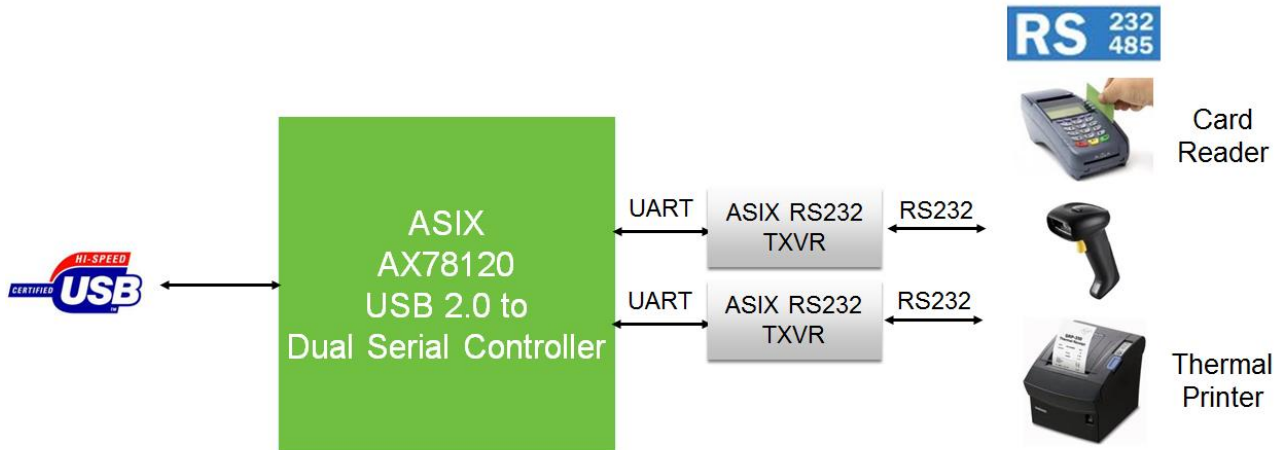 RS 232
485
Card
Reader
UART
ASIX RS232
TXVR
RS232
ASIX
AX78120
USB 2.0 to
Dual Serial Controller
HI-SPEED
CERTIFIED USB
UART
ASIX RS232
TXVR
RS232
Thermal
Printer